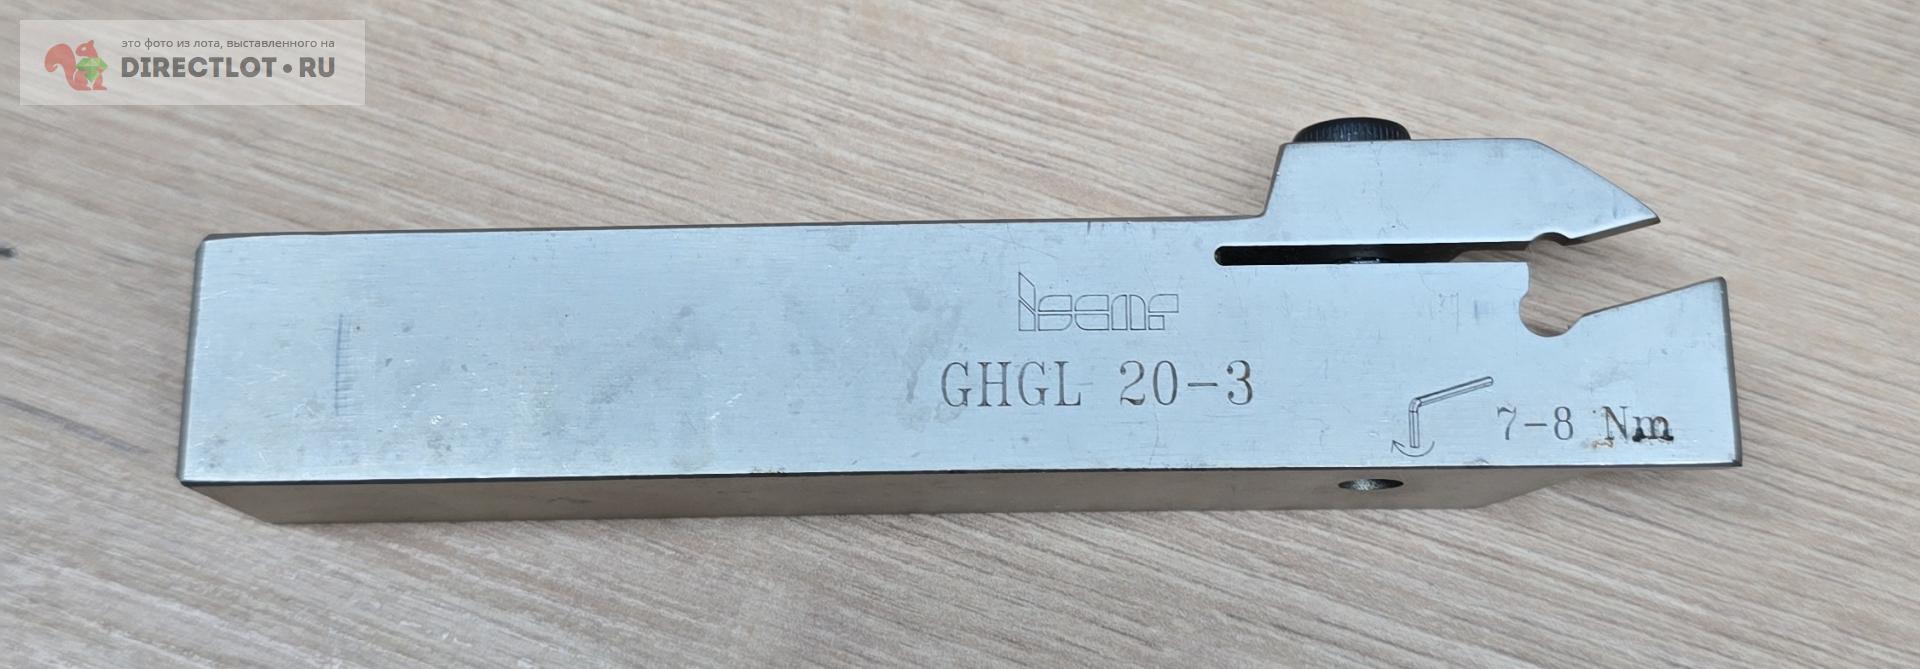 это фото из лота, выставленного на
DIRECTLOT•RU
iscar
GHGL 20-3
7-8 Nm